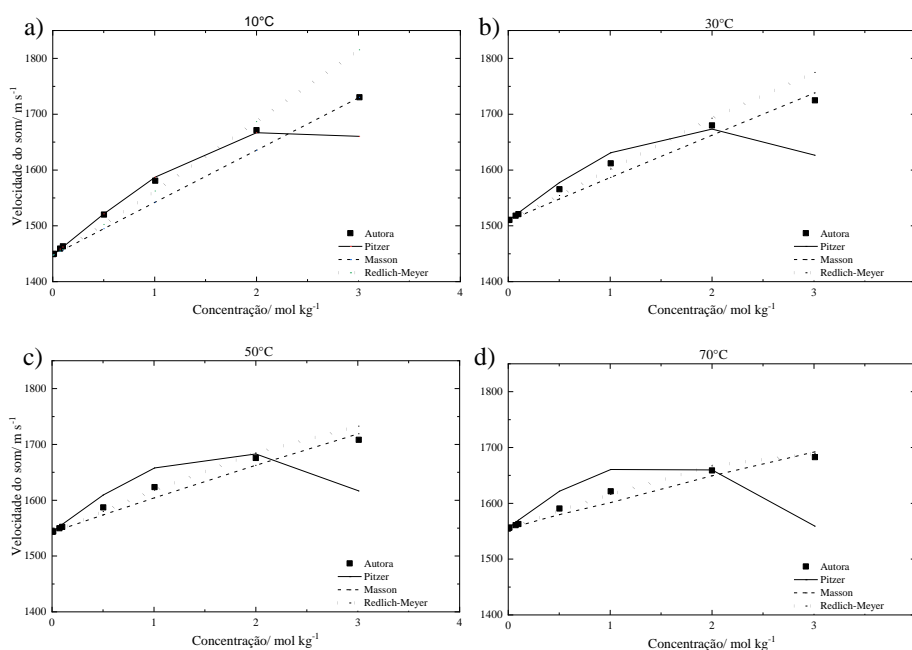 a)
10°C
Velocidade do som/ m s⁻¹
1800
1700
1600
1500
1400
0
1
2
3
4
Concentração/ mol kg⁻¹
Autora
Pitzer
Masson
Redlich-Meyer
b)
30°C
1800
1700
1600
1500
1400
0
1
2
3
Concentração/ mol kg⁻¹
Autora
Pitzer
Masson
Redlich-Meyer
c)
50°C
Velocidade do som/ m s⁻¹
1800
1700
1600
1500
1400
0
1
2
3
4
Concentração/ mol kg⁻¹
Autora
Pitzer
Masson
Redlich-Meyer
d)
70°C
1800
1700
1600
1500
1400
0
1
2
3
Concentração/ mol kg⁻¹
Autora
Pitzer
Masson
Redlich-Meyer